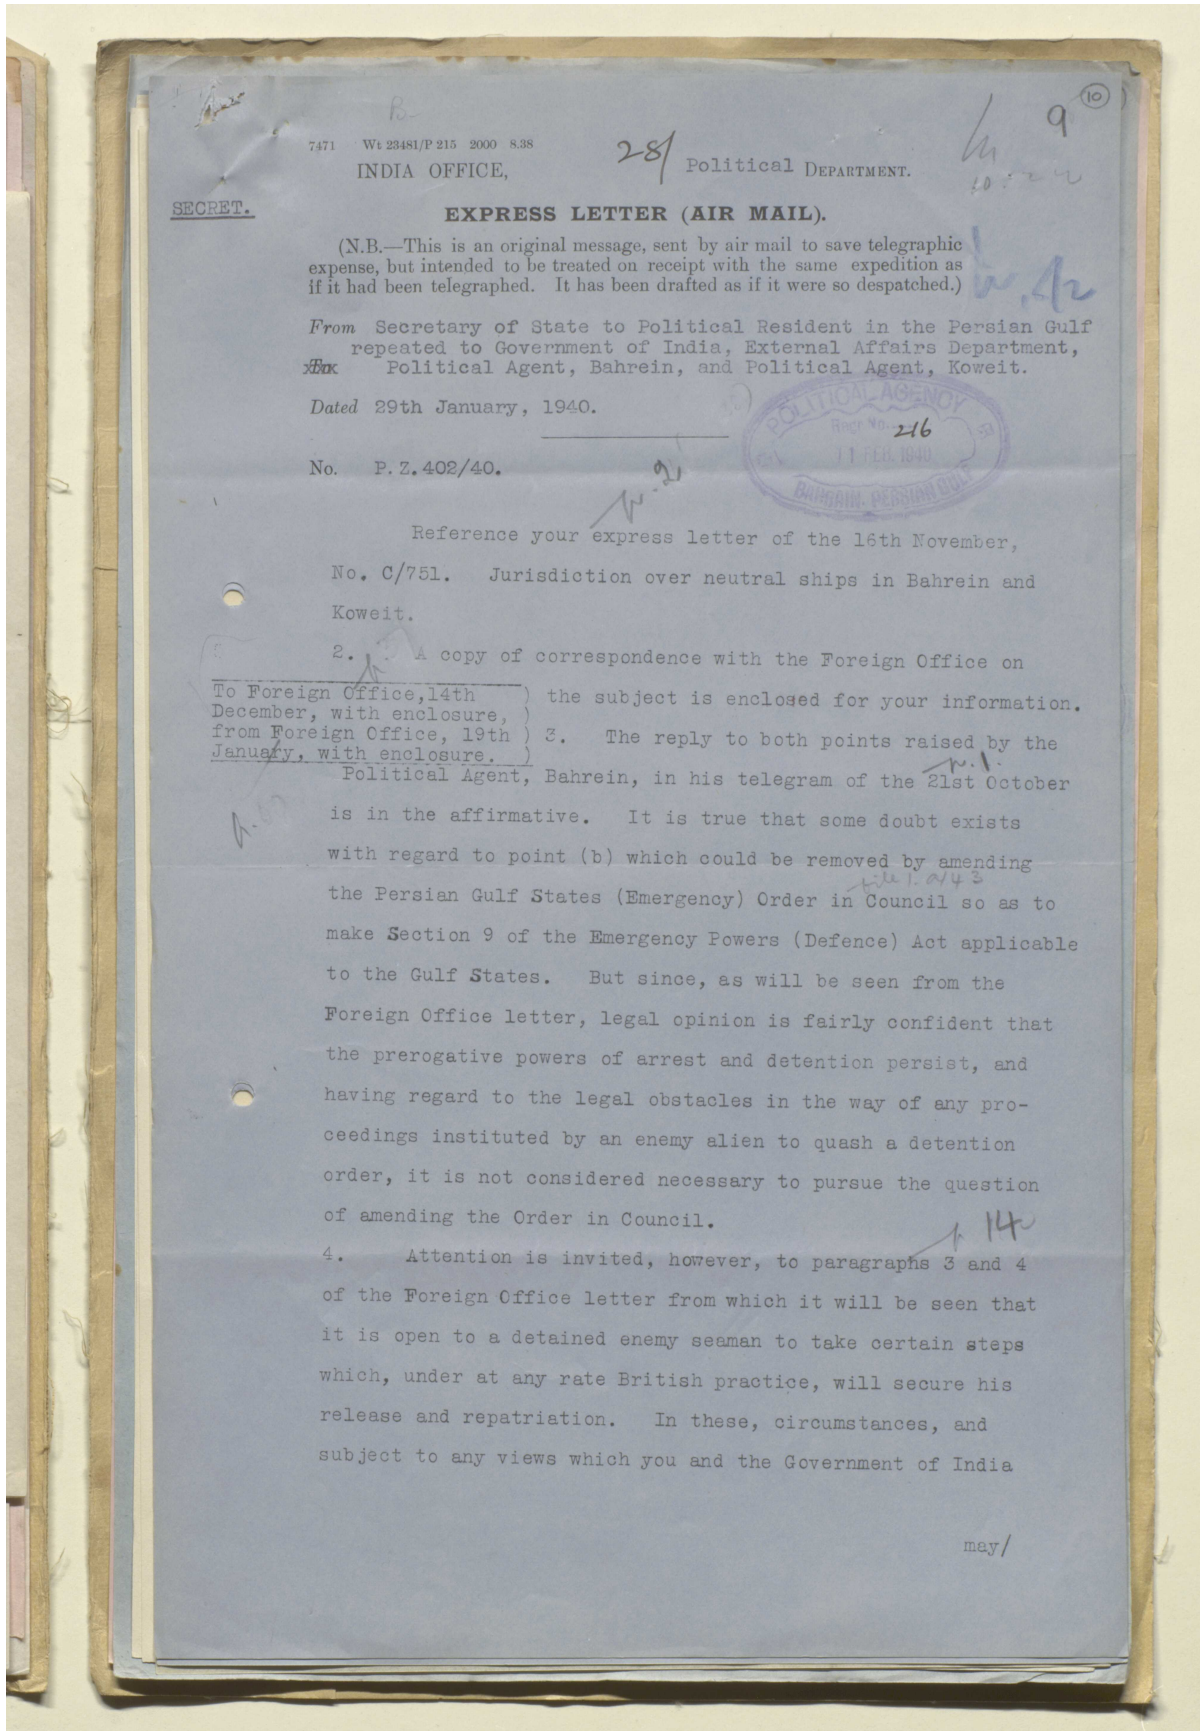 10
9
B
7471 Wt 23481/P 215 2000 8.38
28/
INDIA OFFICE,
Political DEPARTMENT.
SECRET.
EXPRESS LETTER (AIR MAIL).
(N.B.—This is an original message, sent by air mail to save telegraphic
expense, but intended to be treated on receipt with the same expedition as
if it had been telegraphed. It has been drafted as if it were so despatched.)
From Secretary of State to Political Resident in the Persian Gulf
repeated to Government of India, External Affairs Department,
To Political Agent, Bahrein, and Political Agent, Koweit.
Dated 29th January, 1940.
POLITICAL AGENCY
Regr No. 216
11 FEB. 1940
BAHRAIN. PERSIAN GULF
No. P.Z.402/40.
p. 2
Reference your express letter of the 16th November,
No. C/751. Jurisdiction over neutral ships in Bahrein and
Koweit.
2. A copy of correspondence with the Foreign Office on
To Foreign Office,14th ) the subject is enclosed for your information.
December, with enclosure, )
from Foreign Office, 19th ) 3. The reply to both points raised by the
January, with enclosure. )
p.1.
Political Agent, Bahrein, in his telegram of the 21st October
is in the affirmative. It is true that some doubt exists
with regard to point (b) which could be removed by amending
file 1.a/43
the Persian Gulf States (Emergency) Order in Council so as to
make Section 9 of the Emergency Powers (Defence) Act applicable
to the Gulf States. But since, as will be seen from the
Foreign Office letter, legal opinion is fairly confident that
the prerogative powers of arrest and detention persist, and
having regard to the legal obstacles in the way of any pro-
ceedings instituted by an enemy alien to quash a detention
order, it is not considered necessary to pursue the question
of amending the Order in Council.
p 14
4. Attention is invited, however, to paragraphs 3 and 4
of the Foreign Office letter from which it will be seen that
it is open to a detained enemy seaman to take certain steps
which, under at any rate British practice, will secure his
release and repatriation. In these, circumstances, and
subject to any views which you and the Government of India
may/